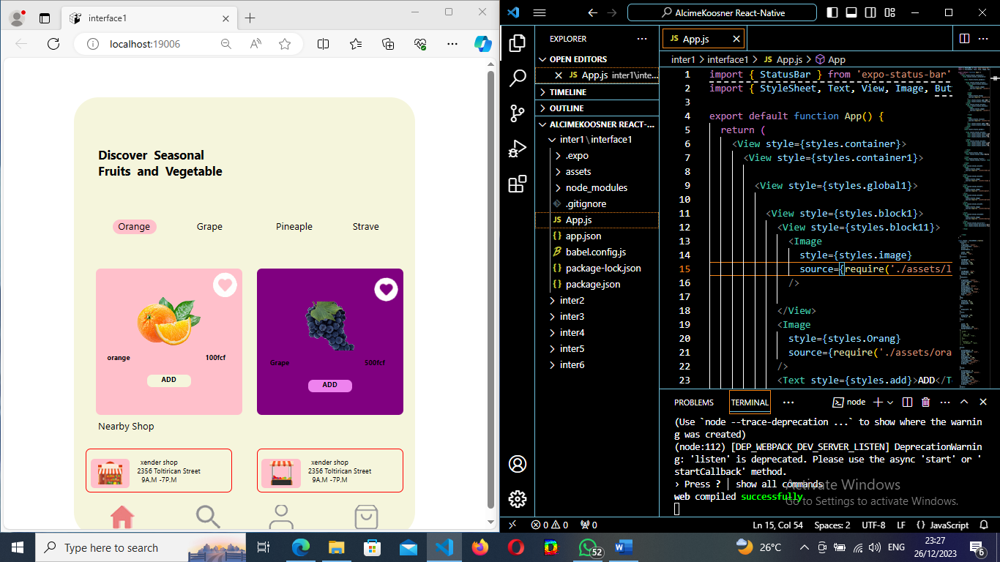 interface1
localhost:19006
Discover Seasonal
Fruits and Vegetable
Orange Grape Pineaple Strave
orange 100fcf
ADD
Grape 500fcf
ADD
Nearby Shop
xender shop
2356 Toltirican Street
9A.M -7P.M
xender shop
2356 Toltirican Street
9A.M -7P.M
AlcimeKoosner React-Native
EXPLORER
OPEN EDITORS
JS App.js inter1\inte...
TIMELINE
OUTLINE
ALCIMEKOOSNER REACT-...
inter1\interface1
.expo
assets
node_modules
.gitignore
JS App.js
{} app.json
babel.config.js
{} package-lock.json
{} package.json
inter2
inter3
inter4
inter5
inter6
JS App.js
inter1 > interface1 > JS App.js > App
1 import { StatusBar } from 'expo-status-bar'
2 import { StyleSheet, Text, View, Image, But
3
4 export default function App() {
5 return (
6 <View style={styles.container}>
7 <View style={styles.container1}>
8
9 <View style={styles.global1}>
10
11 <View style={styles.block1}>
12 <View style={styles.block11}>
13 <Image
14 style={styles.image}
15 source={require('./assets/l
16 />
17
18 </View>
19 <Image
20 style={styles.Orang}
21 source={require('./assets/ora
22 />
23 <Text style={styles.add}>ADD</T
PROBLEMS TERMINAL ... node
(Use `node --trace-deprecation ...` to show where the warnin
g was created)
(node:112) [DEP_WEBPACK_DEV_SERVER_LISTEN] DeprecationWarnin
g: 'listen' is deprecated. Please use the async 'start' or '
startCallback' method.
› Press ? │ show all commands
web compiled successfully
Activate Windows
Go to Settings to activate Windows.
0 0 0 Ln 15, Col 54 Spaces: 2 UTF-8 LF {} JavaScript
Type here to search
52
26°C
ENG
23:27
26/12/2023
6